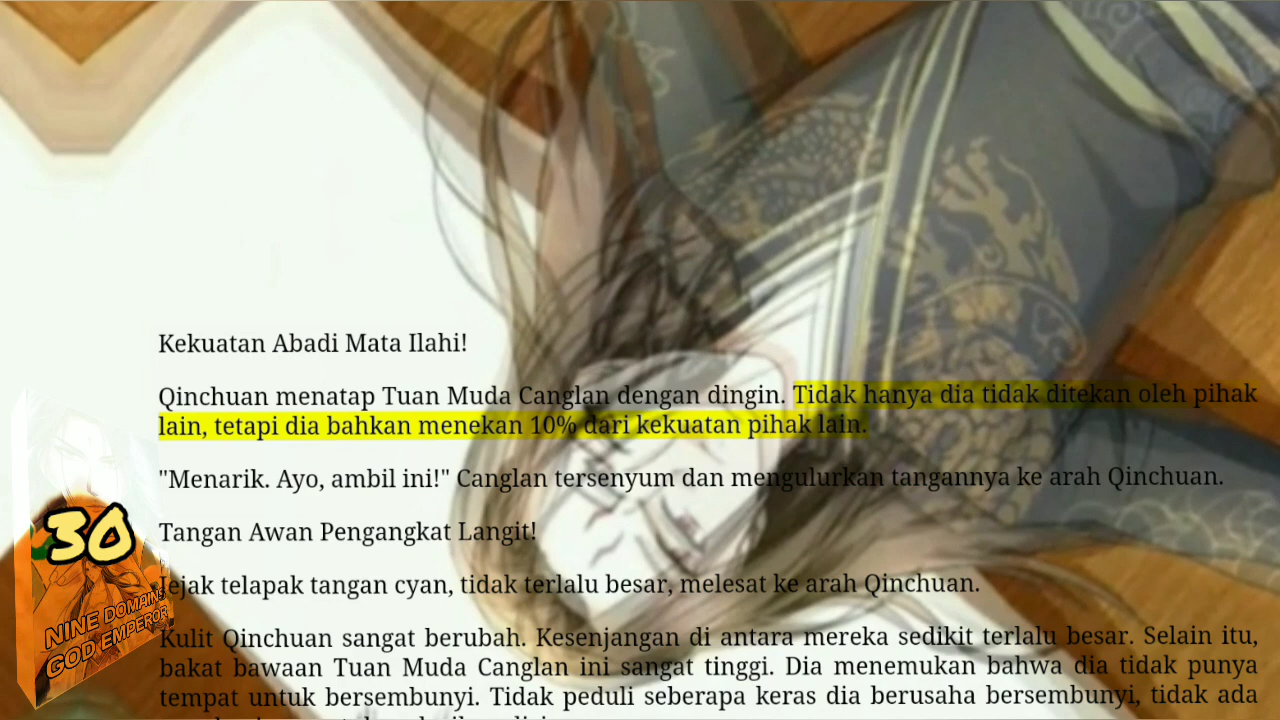 Kekuatan Abadi Mata Ilahi!
Qinchuan menatap Tuan Muda Canglan dengan dingin. Tidak hanya dia tidak ditekan oleh pihak
lain, tetapi dia bahkan menekan 10% dari kekuatan pihak lain.
"Menarik. Ayo, ambil ini!" Canglan tersenyum dan mengulurkan tangannya ke arah Qinchuan.
Tangan Awan Pengangkat Langit!
Jejak telapak tangan cyan, tidak terlalu besar, melesat ke arah Qinchuan.
Kulit Qinchuan sangat berubah. Kesenjangan di antara mereka sedikit terlalu besar. Selain itu,
bakat bawaan Tuan Muda Canglan ini sangat tinggi. Dia menemukan bahwa dia tidak punya
tempat untuk bersembunyi. Tidak peduli seberapa keras dia berusaha bersembunyi, tidak ada
30
NINE DOMAINS
GOD EMPEROR